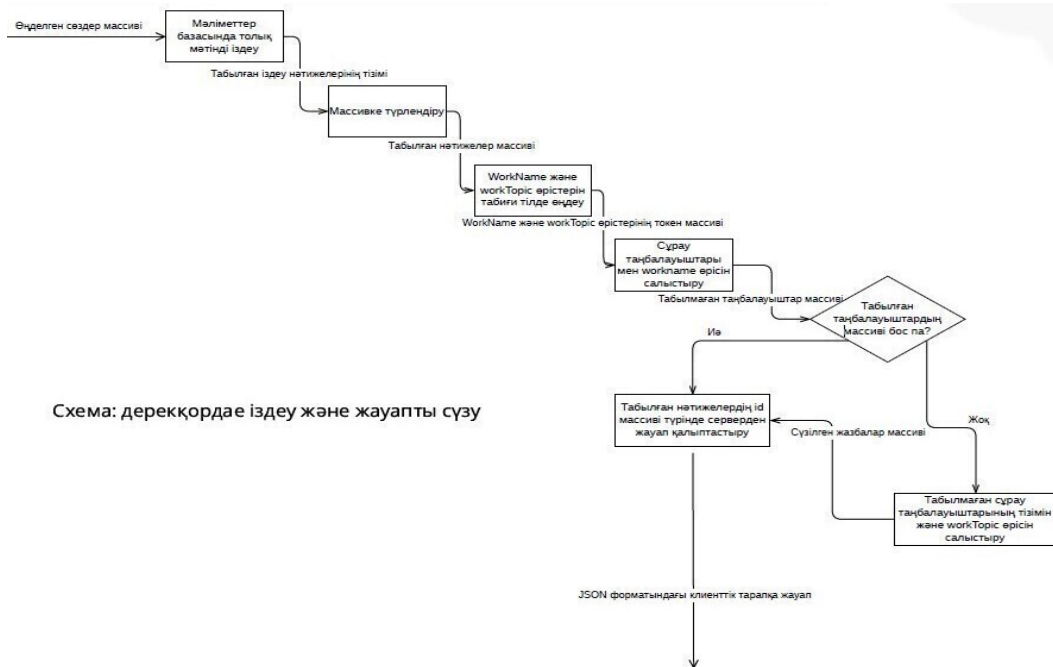 Өңделген сөздер массиві
Мәліметтер
базасында толық
мәтінді іздеу
Табылған іздеу нәтижелерінің тізімі
Массивке түрлендіру
Табылған нәтижелер массиві
WorkName және
workTopic өрістерін
табиғи тілде өңдеу
WorkName және workTopic өрістерінің токен массиві
Сұрау
таңбалауыштары
мен workname өрісін
салыстыру
Табылмаған таңбалауыштар массиві
Табылған
таңбалауыштардың
массиві бос па?
Иә
Жоқ
Схема: дерекқордае іздеу және жауапты сүзу
Табылған нәтижелердің id
массиві түрінде серверден
жауап қалыптастыру
Сүзілген жазбалар массиві
Табылмаған сұрау
таңбалауыштарының тізімін
және workTopic өрісін
салыстыру
JSON форматындағы клиенттік тарапқа жауап